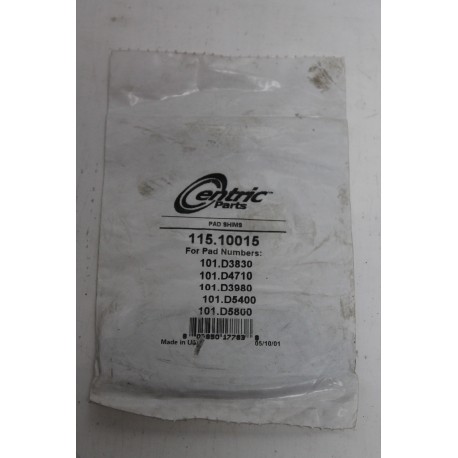 Centric
Parts
PAD SHIMS
115.10015
For Pad Numbers:
101.D3830
101.D4710
101.D3980
101.D5400
101.D5800
Made in
05/10/01